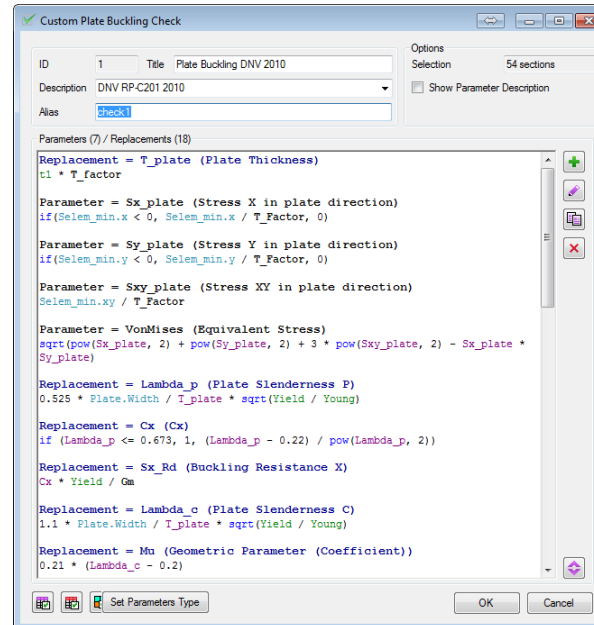 Custom Plate Buckling Check
Options
ID 1 Title Plate Buckling DNV 2010 Selection 54 sections
Description DNV RP-C201 2010 Show Parameter Description
Alias check1
Parameters (7) / Replacements (18)
Replacement = T_plate (Plate Thickness)
t1 * T_factor
Parameter = Sx_plate (Stress X in plate direction)
if(Selem_min.x < 0, Selem_min.x / T_Factor, 0)
Parameter = Sy_plate (Stress Y in plate direction)
if(Selem_min.y < 0, Selem_min.y / T_Factor, 0)
Parameter = Sxy_plate (Stress XY in plate direction)
Selem_min.xy / T_Factor
Parameter = VonMises (Equivalent Stress)
sqrt(pow(Sx_plate, 2) + pow(Sy_plate, 2) + 3 * pow(Sxy_plate, 2) - Sx_plate *
Sy_plate)
Replacement = Lambda_p (Plate Slenderness P)
0.525 * Plate.Width / T_plate * sqrt(Yield / Young)
Replacement = Cx (Cx)
if (Lambda_p <= 0.673, 1, (Lambda_p - 0.22) / pow(Lambda_p, 2))
Replacement = Sx_Rd (Buckling Resistance X)
Cx * Yield / Gm
Replacement = Lambda_c (Plate Slenderness C)
1.1 * Plate.Width / T_plate * sqrt(Yield / Young)
Replacement = Mu (Geometric Parameter (Coefficient))
0.21 * (Lambda_c - 0.2)
Set Parameters Type OK Cancel